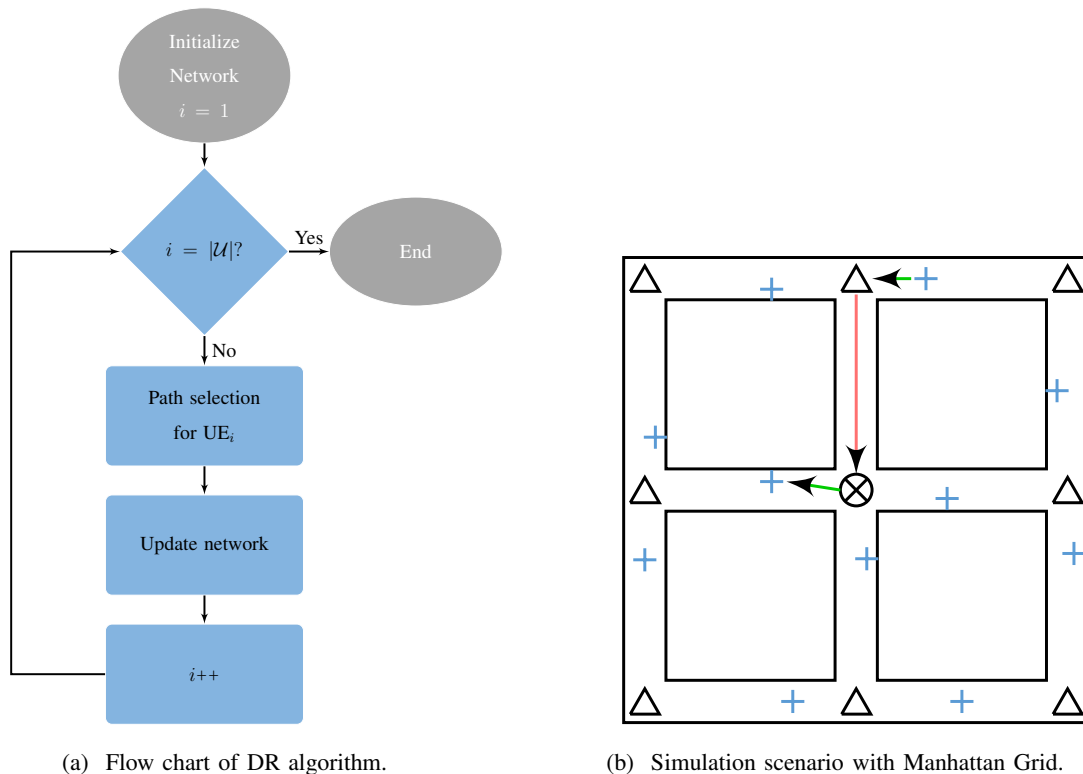 Initialize
Network
i = 1
i = |𝒰|?
Yes
End
No
Path selection
for UEᵢ
Update network
i++
(a) Flow chart of DR algorithm.
(b) Simulation scenario with Manhattan Grid.